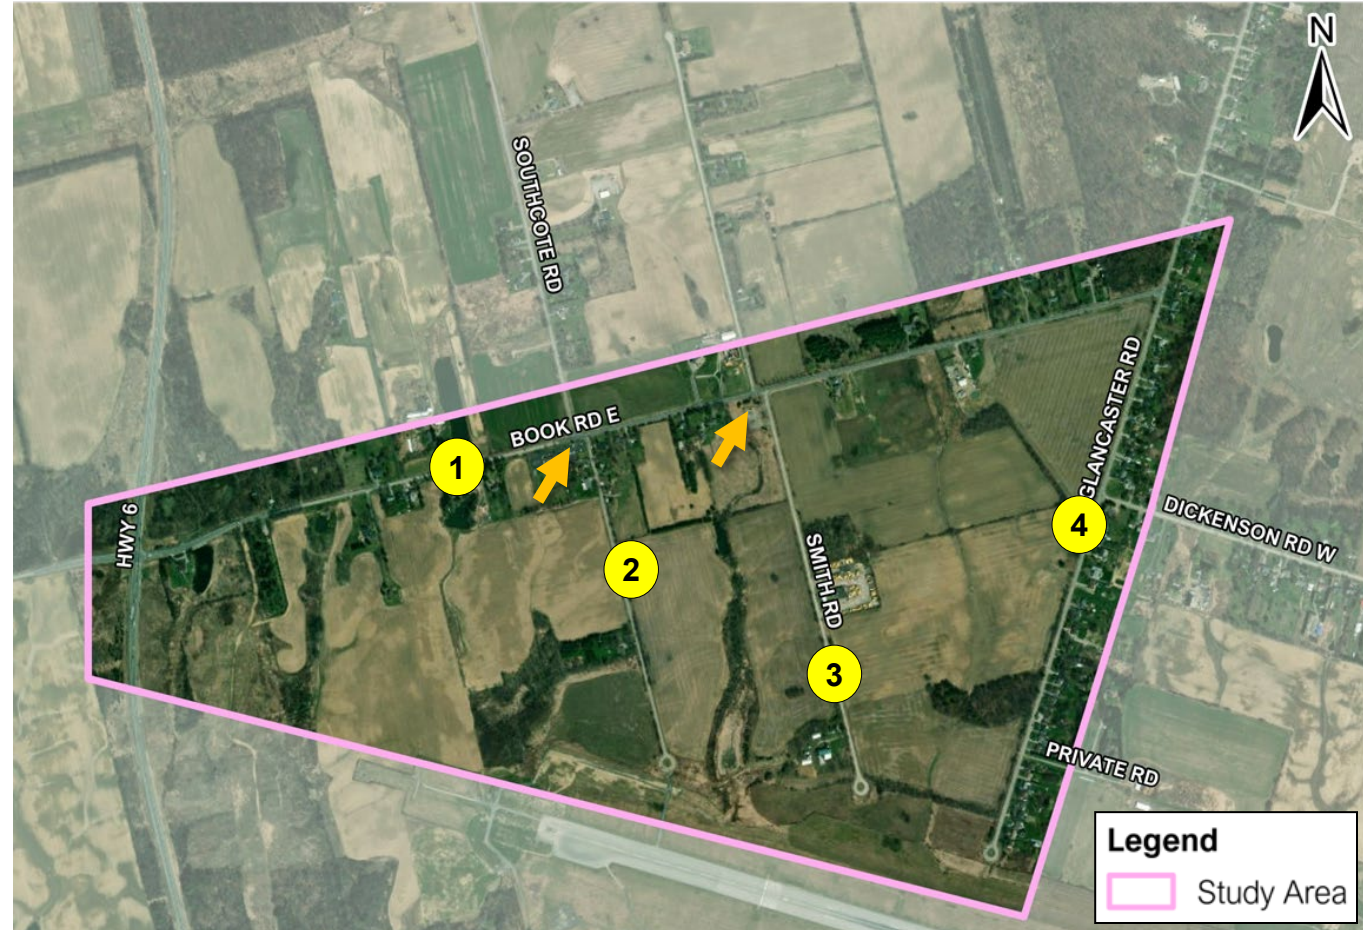 N
SOUTHCOTE RD
BOOK RD E
GLANCASTER RD
1
HWY 6
4
DICKENSON RD W
2
SMITH RD
3
PRIVATE RD
Legend
Study Area